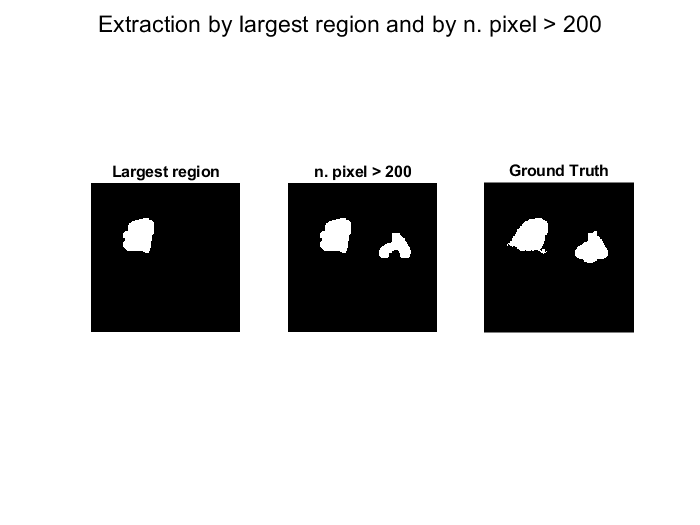 Extraction by largest region and by n. pixel > 200
Largest region
n. pixel > 200
Ground Truth